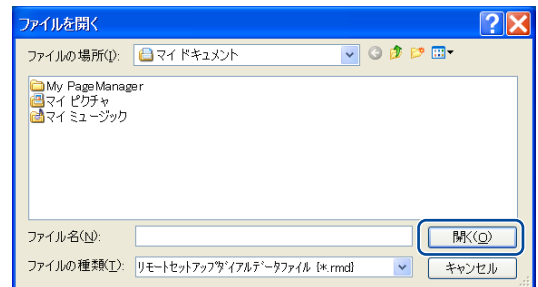 ファイルを開く
ファイルの場所(I):
マイ ドキュメント
My PageManager
マイ ピクチャ
マイ ミュージック
ファイル名(N):
開く(O)
ファイルの種類(T):
リモートセットアップダイアルデータファイル {*.rmd}
キャンセル